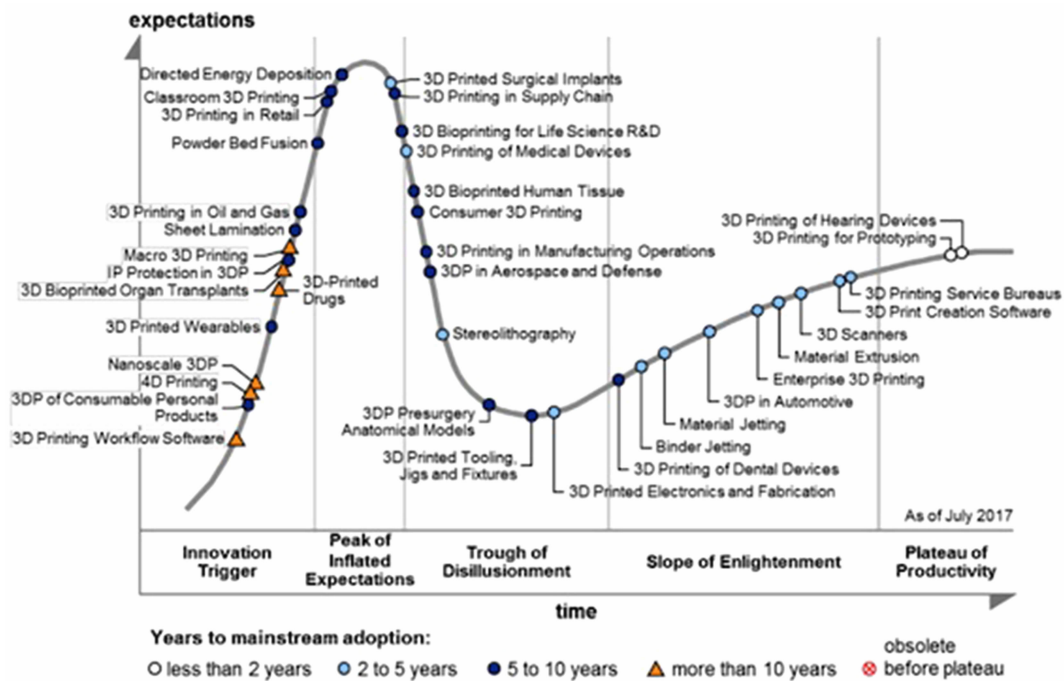 expectations
Directed Energy Deposition
Classroom 3D Printing
3D Printing in Retail
Powder Bed Fusion
3D Printing in Oil and Gas
Sheet Lamination
Macro 3D Printing
IP Protection in 3DP
3D Bioprinted Organ Transplants
3D-Printed
Drugs
3D Printed Wearables
Nanoscale 3DP
4D Printing
3DP of Consumable Personal
Products
3D Printing Workflow Software
3D Printed Surgical Implants
3D Printing in Supply Chain
3D Bioprinting for Life Science R&D
3D Printing of Medical Devices
3D Bioprinted Human Tissue
Consumer 3D Printing
3D Printing in Manufacturing Operations
3DP in Aerospace and Defense
Stereolithography
3DP Presurgery
Anatomical Models
3D Printed Tooling,
Jigs and Fixtures
3D Printed Electronics and Fabrication
3D Printing of Dental Devices
Binder Jetting
Material Jetting
3DP in Automotive
Enterprise 3D Printing
Material Extrusion
3D Scanners
3D Print Creation Software
3D Printing Service Bureaus
3D Printing of Hearing Devices
3D Printing for Prototyping
As of July 2017
Innovation
Trigger
Peak of
Inflated
Expectations
Trough of
Disillusionment
Slope of Enlightenment
Plateau of
Productivity
time
Years to mainstream adoption:
less than 2 years
2 to 5 years
5 to 10 years
more than 10 years
obsolete
before plateau